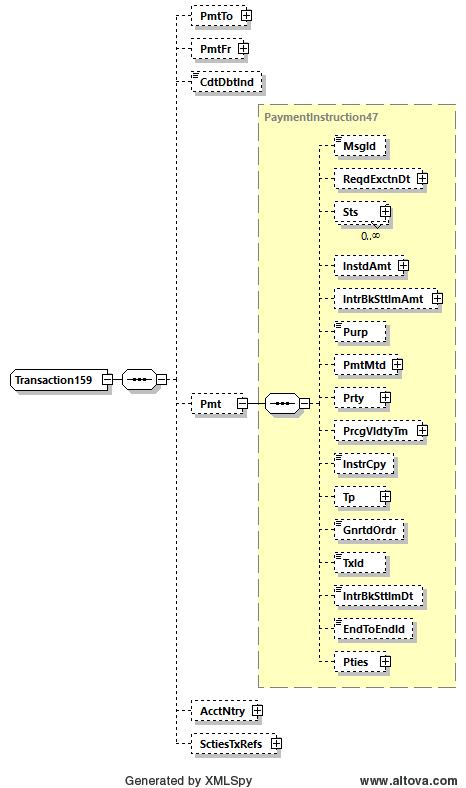 PmtTo
PmtFr
CdtDbtInd
PaymentInstruction47
MsgId
ReqdExctnDt
Sts
0..∞
InstdAmt
IntrBkSttlmAmt
Purp
PmtMtd
Transaction159
Pmt
Prty
PrcgVldtyTm
InstrCpy
Tp
GnrtdOrdr
TxId
IntrBkSttlmDt
EndToEndId
Pties
AcctNtry
SctiesTxRefs
Generated by XMLSpy
www.altova.com